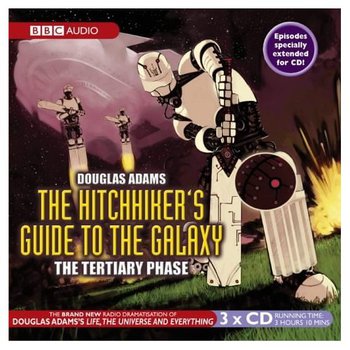 BBC AUDIO
Episodes
specially
extended
for CD!
DOUGLAS ADAMS
THE HITCHHIKER'S
GUIDE TO THE GALAXY
THE TERTIARY PHASE
THE BRAND NEW RADIO DRAMATISATION OF
DOUGLAS ADAMS'S LIFE, THE UNIVERSE AND EVERYTHING
3 x CD
RUNNING TIME:
3 HOURS 10 MINS